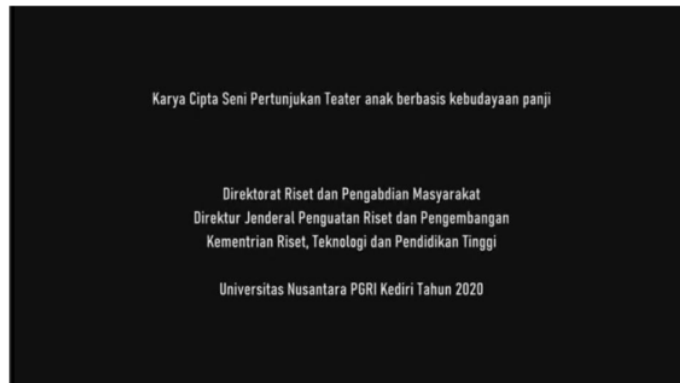 Karya Cipta Seni Pertunjukan Teater anak berbasis kebudayaan panji
Direktorat Riset dan Pengabdian Masyarakat
Direktur Jenderal Penguatan Riset dan Pengembangan
Kementrian Riset, Teknologi dan Pendidikan Tinggi
Universitas Nusantara PGRI Kediri Tahun 2020